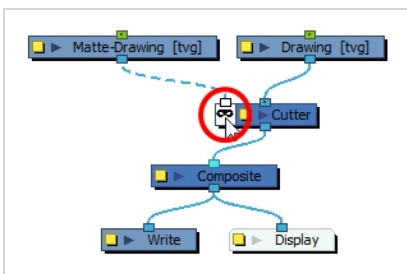 Matte-Drawing [tvg]
Drawing [tvg]
Cutter
Composite
Write
Display